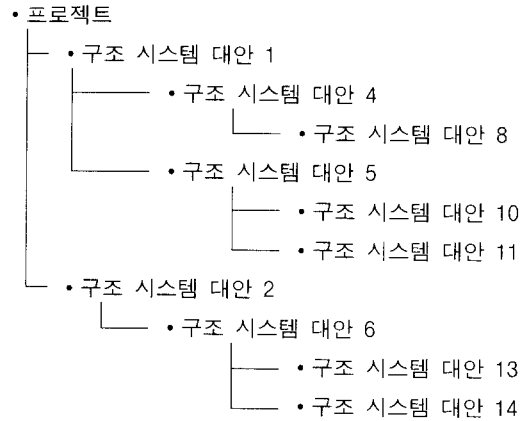 • 프로젝트
• 구조 시스템 대안 1
• 구조 시스템 대안 4
• 구조 시스템 대안 8
• 구조 시스템 대안 5
• 구조 시스템 대안 10
• 구조 시스템 대안 11
• 구조 시스템 대안 2
• 구조 시스템 대안 6
• 구조 시스템 대안 13
• 구조 시스템 대안 14